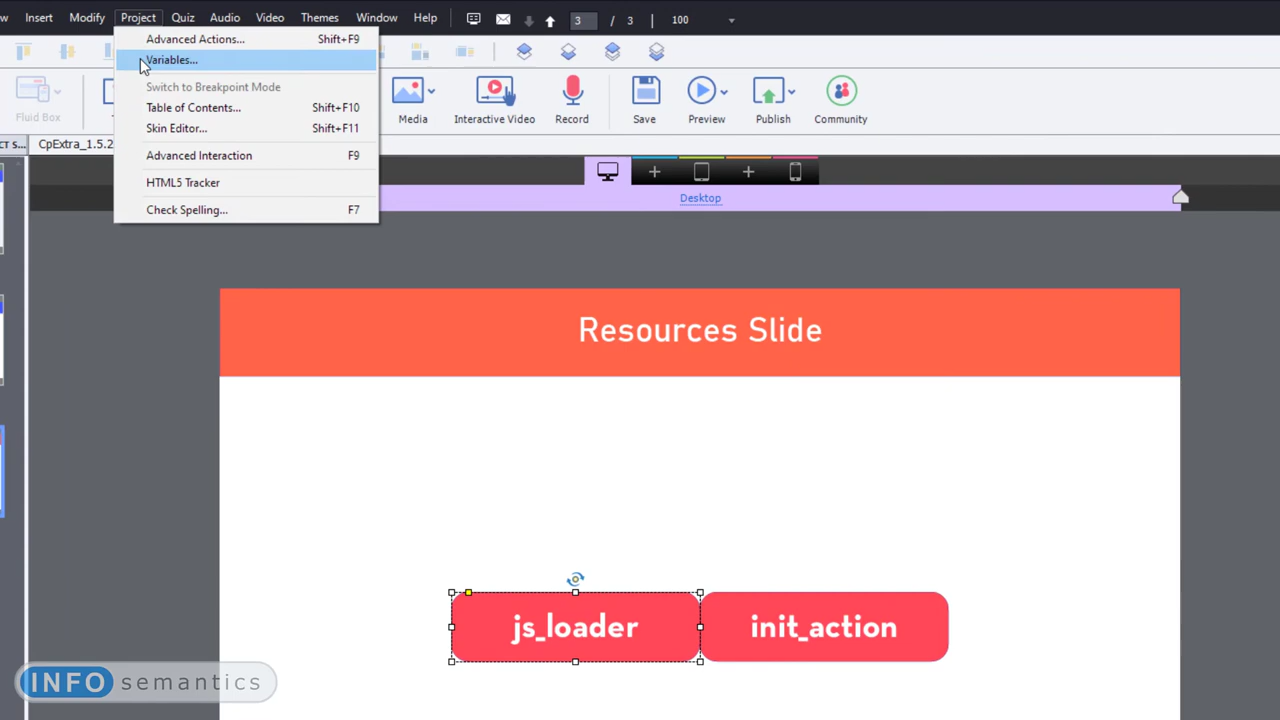 w Insert Modify Project Quiz Audio Video Themes Window Help 3 / 3 100
Advanced Actions... Shift+F9
Variables...
Switch to Breakpoint Mode
Table of Contents... Shift+F10
Skin Editor... Shift+F11
Advanced Interaction F9
HTML5 Tracker
Check Spelling... F7
Fluid Box Media Interactive Video Record Save Preview Publish Community
CT S... CpExtra_1.5.2
Desktop
Resources Slide
js_loader init_action
INFO semantics